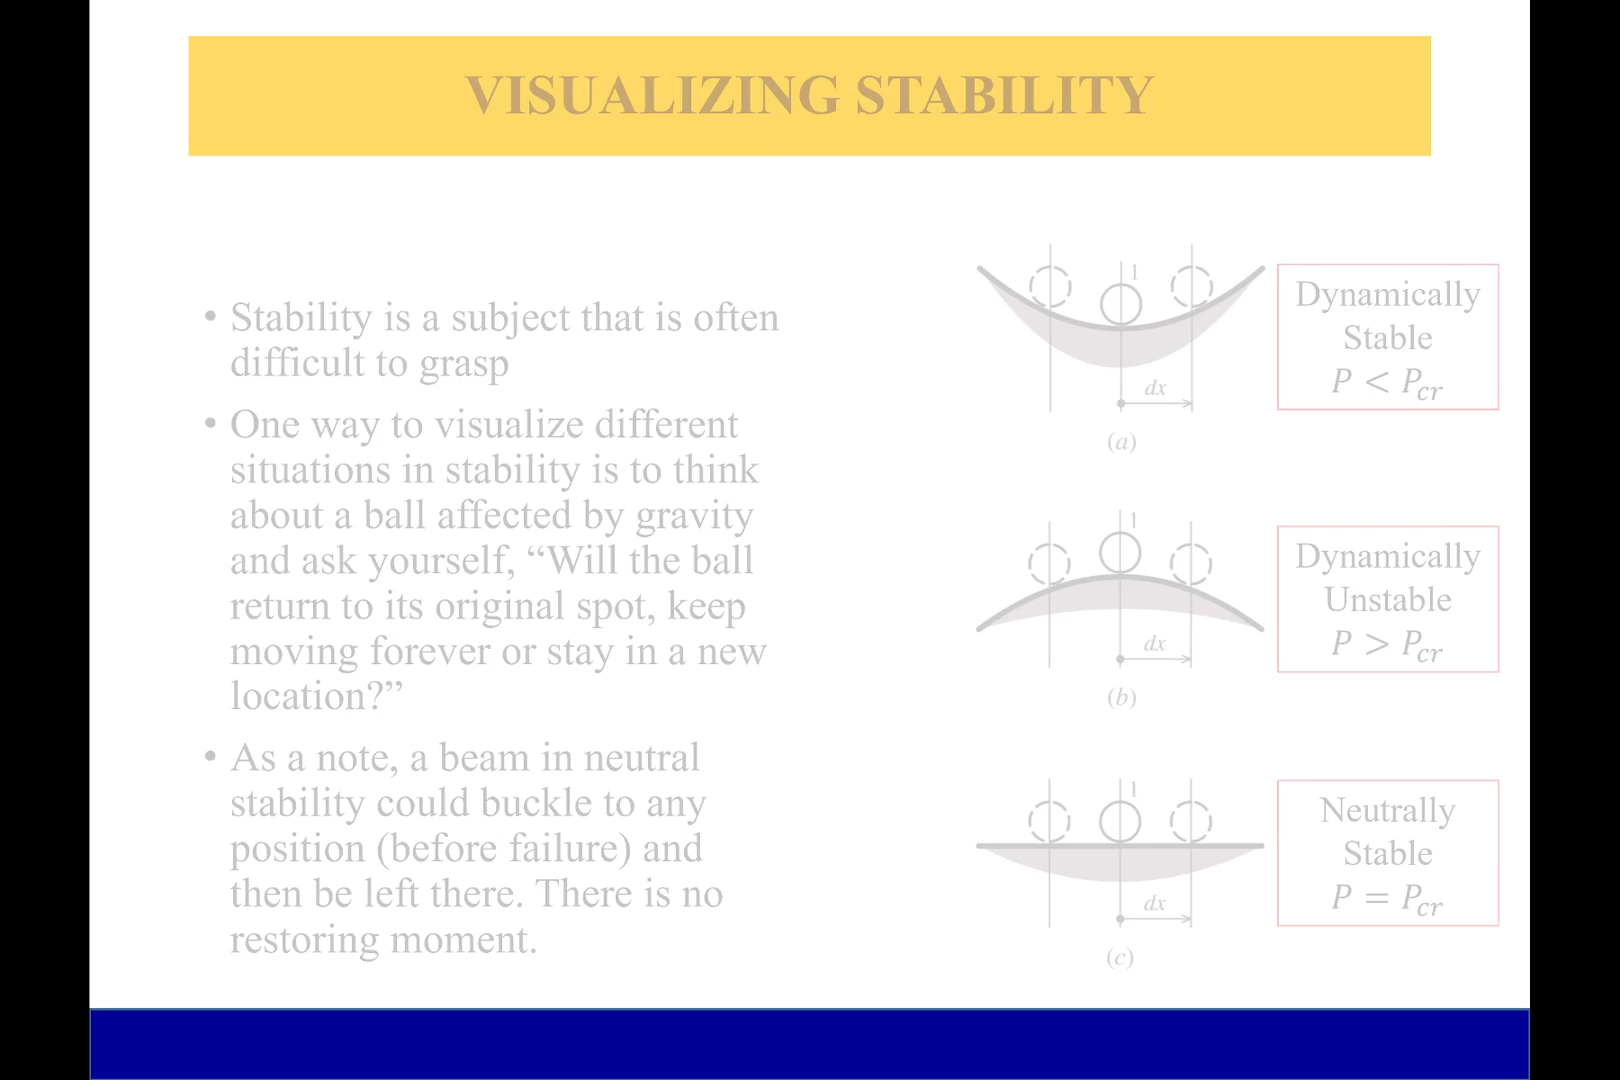 VISUALIZING STABILITY
• Stability is a subject that is often
difficult to grasp
• One way to visualize different
situations in stability is to think
about a ball affected by gravity
and ask yourself, “Will the ball
return to its original spot, keep
moving forever or stay in a new
location?”
• As a note, a beam in neutral
stability could buckle to any
position (before failure) and
then be left there. There is no
restoring moment.
1
dx
(a)
Dynamically
Stable
P < Pcr
1
dx
(b)
Dynamically
Unstable
P > Pcr
1
dx
(c)
Neutrally
Stable
P = Pcr